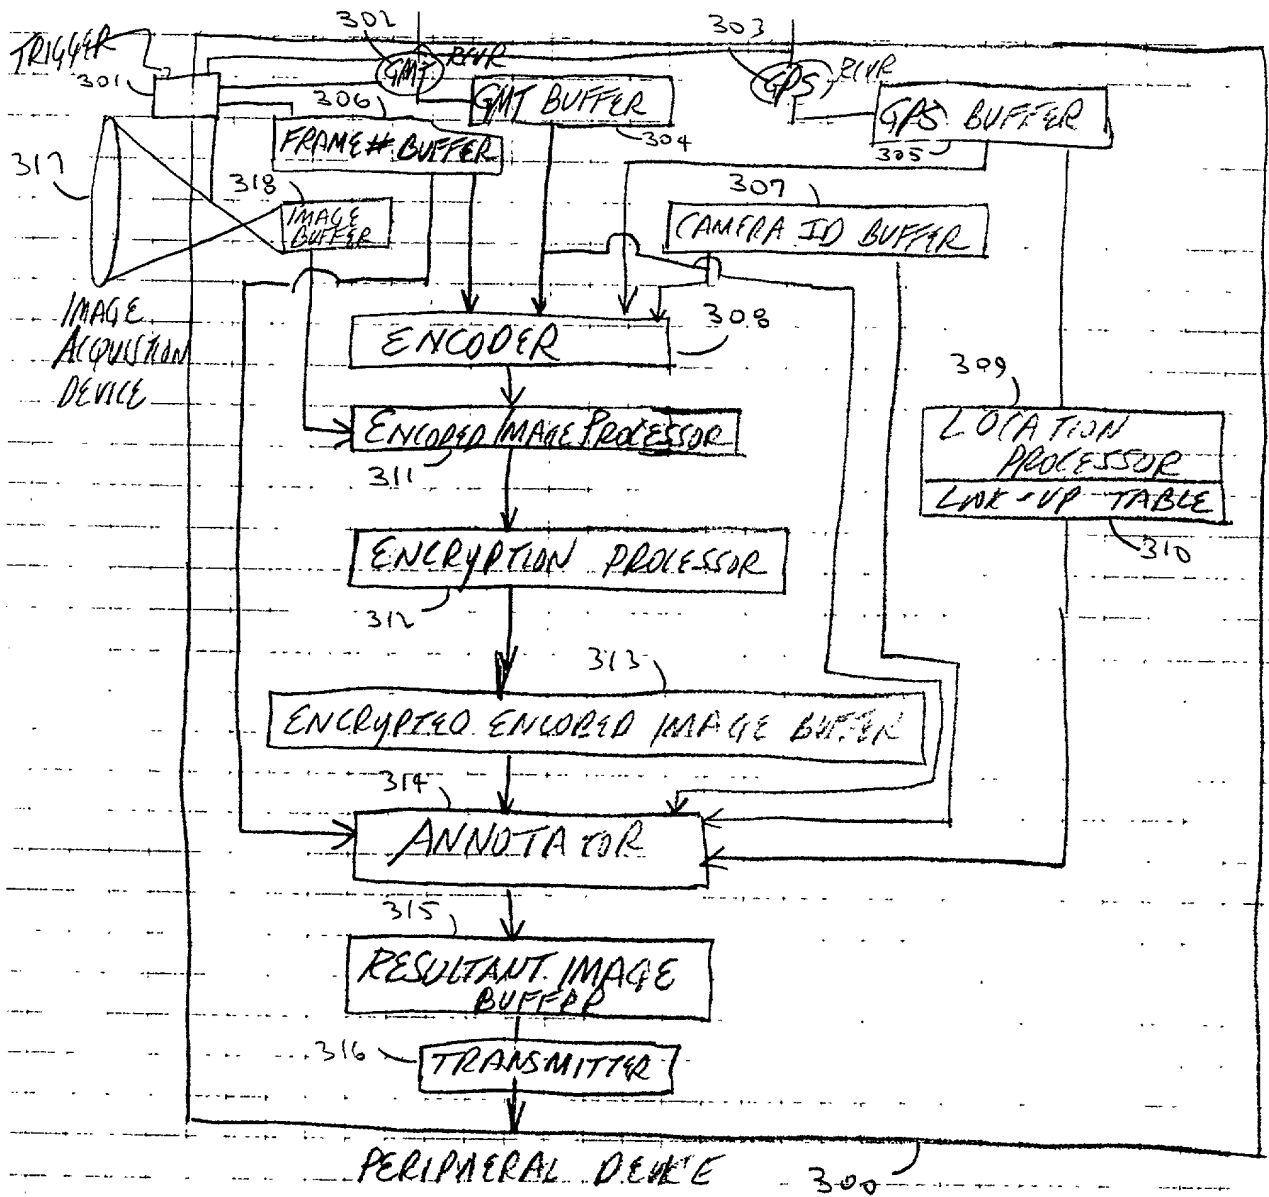 302
303
TRIGGER
GMT RCVR
GPS RCVR
301
306
GMT BUFFER
GPS BUFFER
304
FRAME # BUFFER
305
317
318
307
IMAGE
BUFFER
CAMERA ID BUFFER
IMAGE
ACQUISTION
DEVICE
308
ENCODER
309
ENCODED IMAGE PROCESSOR
311
LOCATION
PROCESSOR
LOOK-UP TABLE
310
ENCRYPTION PROCESSOR
312
313
ENCRYPTED ENCODED IMAGE BUFFER
314
ANNOTATOR
315
RESULTANT IMAGE
BUFFER
316
TRANSMITTER
PERIPHERAL DEVICE
300